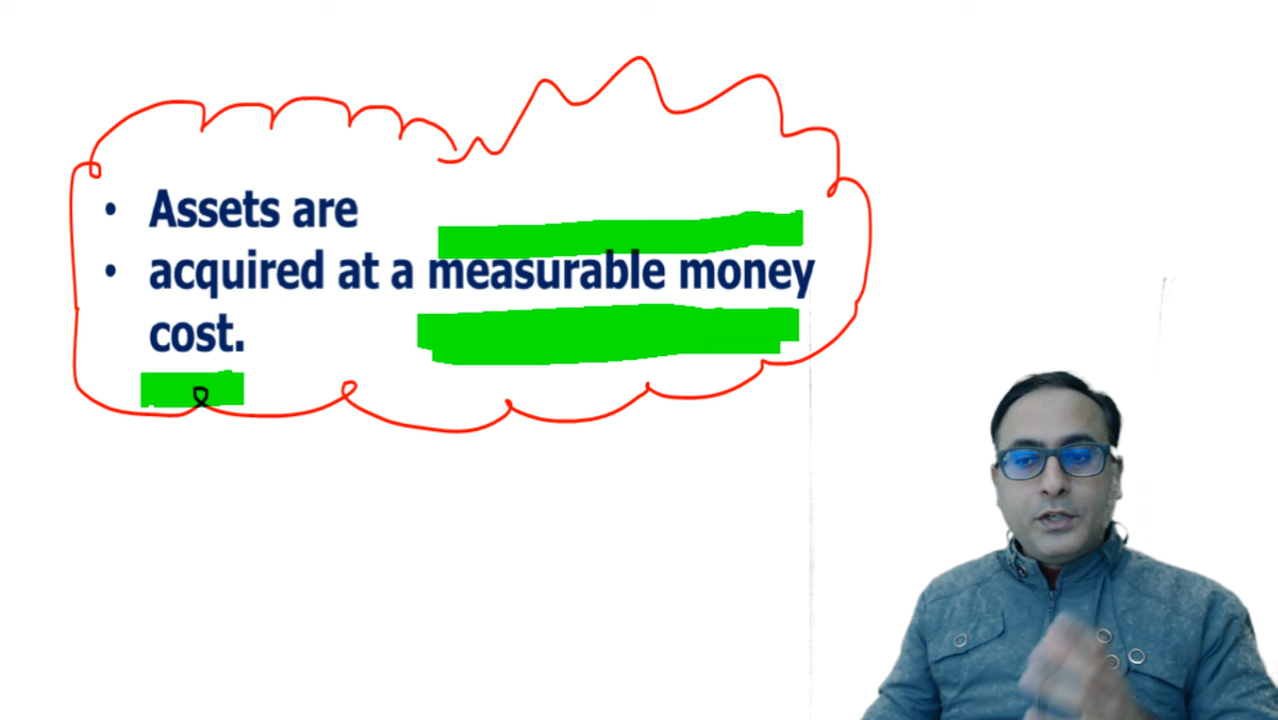 • Assets are
• acquired at a measurable money
cost.